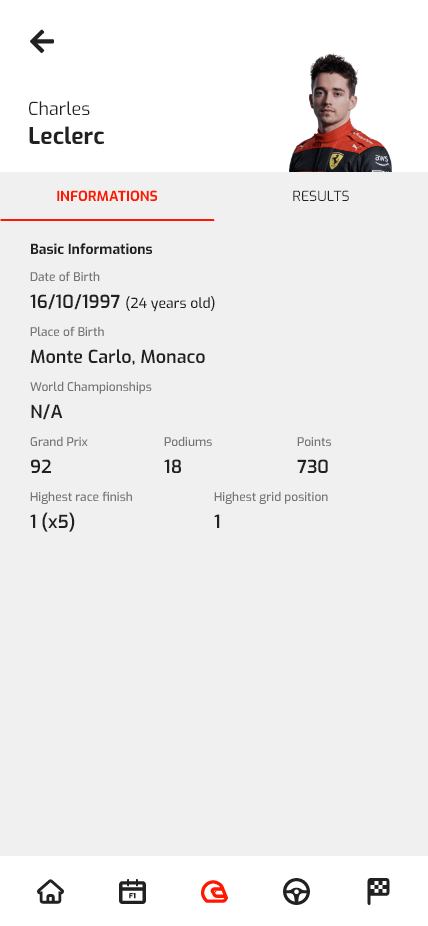 Charles
Leclerc
aws
INFORMATIONS RESULTS
Basic Informations
Date of Birth
16/10/1997 (24 years old)
Place of Birth
Monte Carlo, Monaco
World Championships
N/A
Grand Prix Podiums Points
92 18 730
Highest race finish Highest grid position
1 (x5) 1
F1